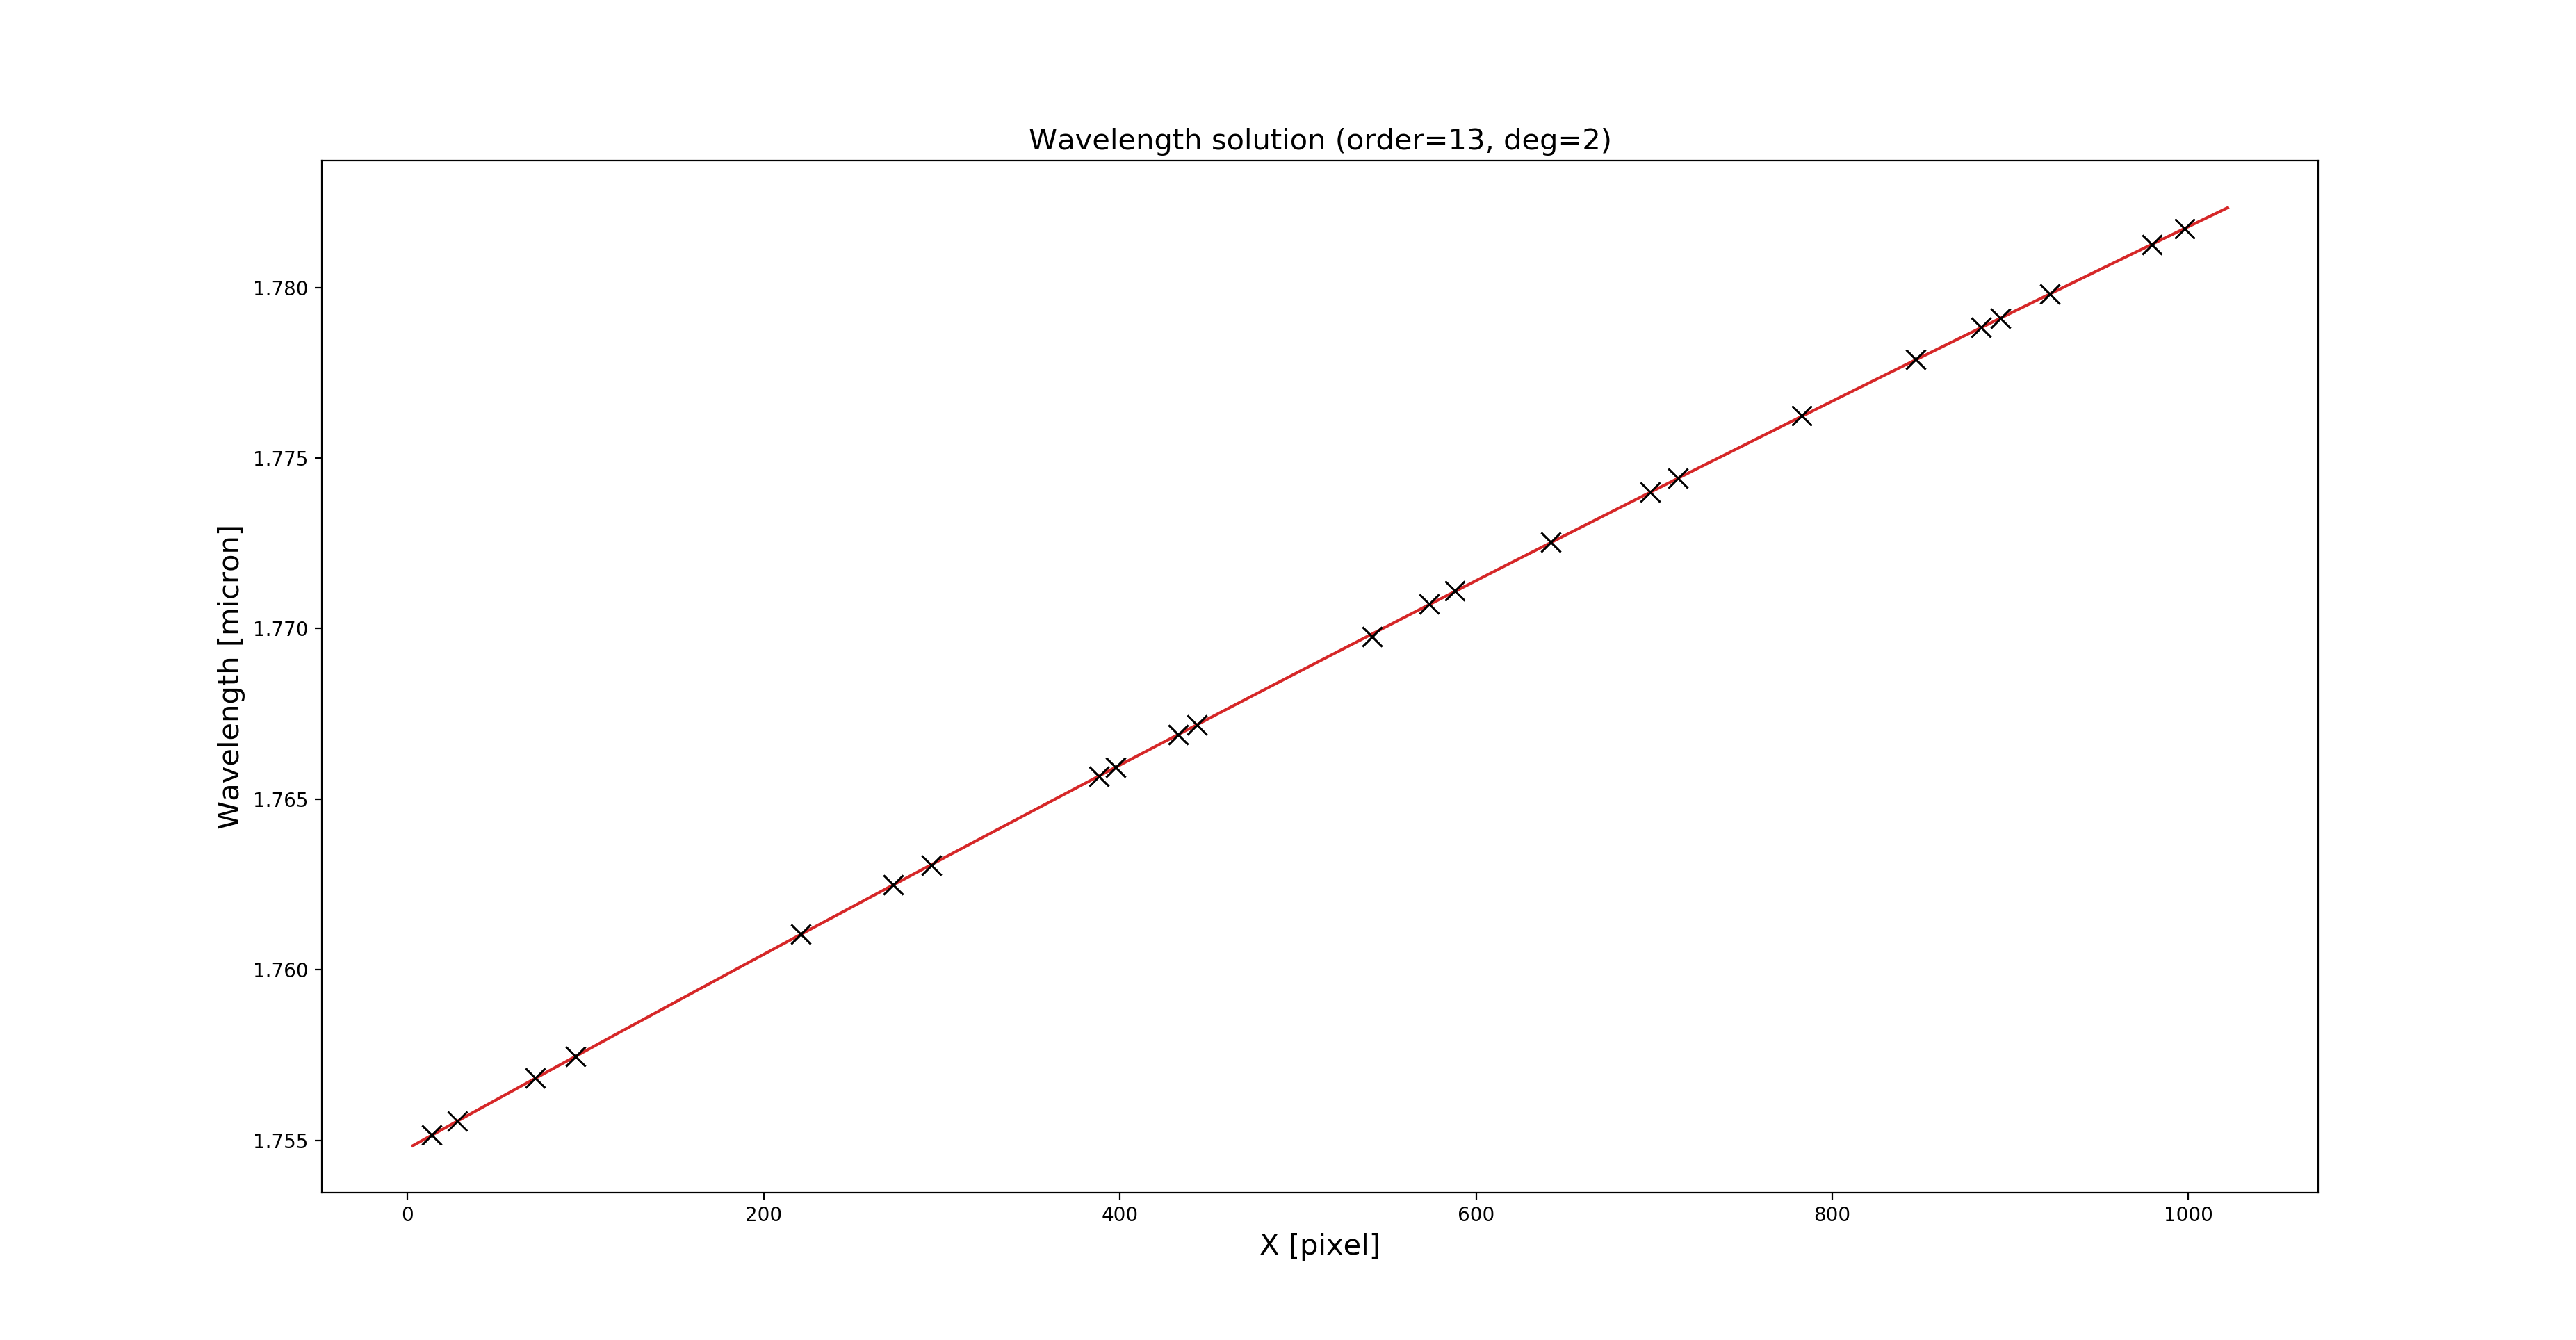 Wavelength solution (order=13, deg=2)
Wavelength [micron]
1.780
1.775
1.770
1.765
1.760
1.755
0 200 400 600 800 1000
X [pixel]